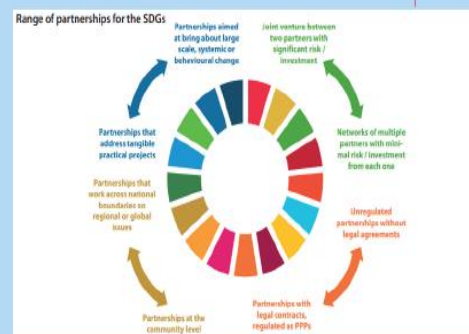 Range of partnerships for the SDGs
Partnerships aimed
at bring about large
scale, systemic or
behavioural change
Joint venture between
two partners with
significant risk /
investment
Partnerships that
address tangible
practical projects
Networks of multiple
partners with mini-
mal risk / investment
from each one
Partnerships that
work across national
boundaries on
regional or global
issues
Unregulated
partnerships without
legal agreements
Partnerships at the
community level
Partnerships with
legal contracts,
regulated as PPPs